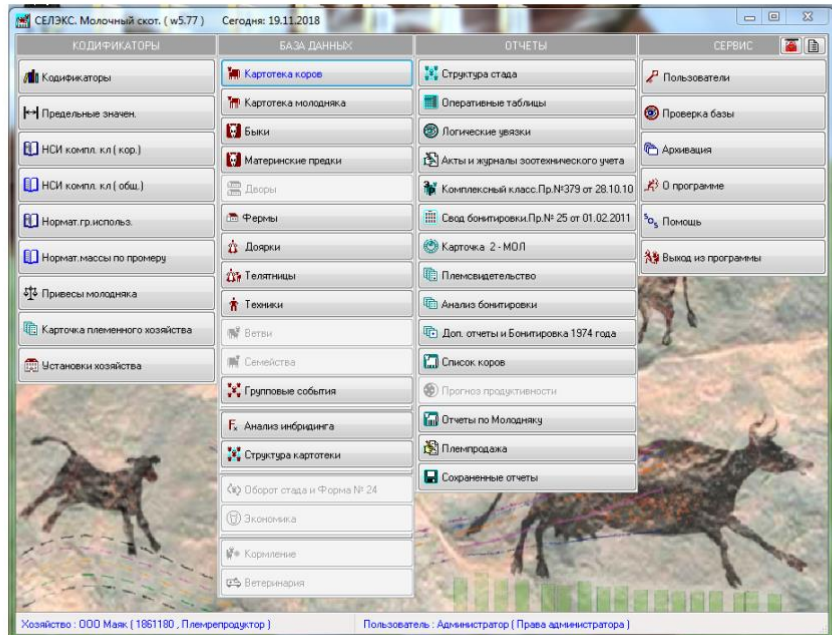 СЕЛЭКС. Молочный скот. ( w5.77 ) Сегодня: 19.11.2018
КОДИФИКАТОРЫ
Кодификаторы
Предельные значен.
НСИ компл. кл ( кор.)
НСИ компл. кл ( общ.)
Нормат.гр.использ.
Нормат.массы по промеру
Привесы молодняка
Карточка племенного хозяйства
Установки хозяйства
БАЗА ДАННЫХ
Картотека коров
Картотека молодняка
Быки
Материнские предки
Дворы
Фермы
Доярки
Телятницы
Техники
Ветви
Семейства
Групповые события
Fx Анализ инбридинга
Структура картотеки
Оборот стада и Форма № 24
Экономика
Кормление
Ветеринария
ОТЧЕТЫ
Структура стада
Оперативные таблицы
Логические увязки
Акты и журналы зоотехнического учета
Комплексный класс.Пр.№379 от 28.10.10
Свод бонитировки.Пр.№ 25 от 01.02.2011
Карточка 2 - МОЛ
Племсвидетельство
Анализ бонитировки
Доп. отчеты и Бонитировка 1974 года
Список коров
Прогноз продуктивности
Отчеты по Молодняку
Племпродажа
Сохраненные отчеты
СЕРВИС
Пользователи
Проверка базы
Архивация
О программе
SOS Помощь
Выход из программы
Хозяйство : ООО Маяк ( 1861180 , Племрепродуктор ) Пользователь : Администратор ( Права администратора )